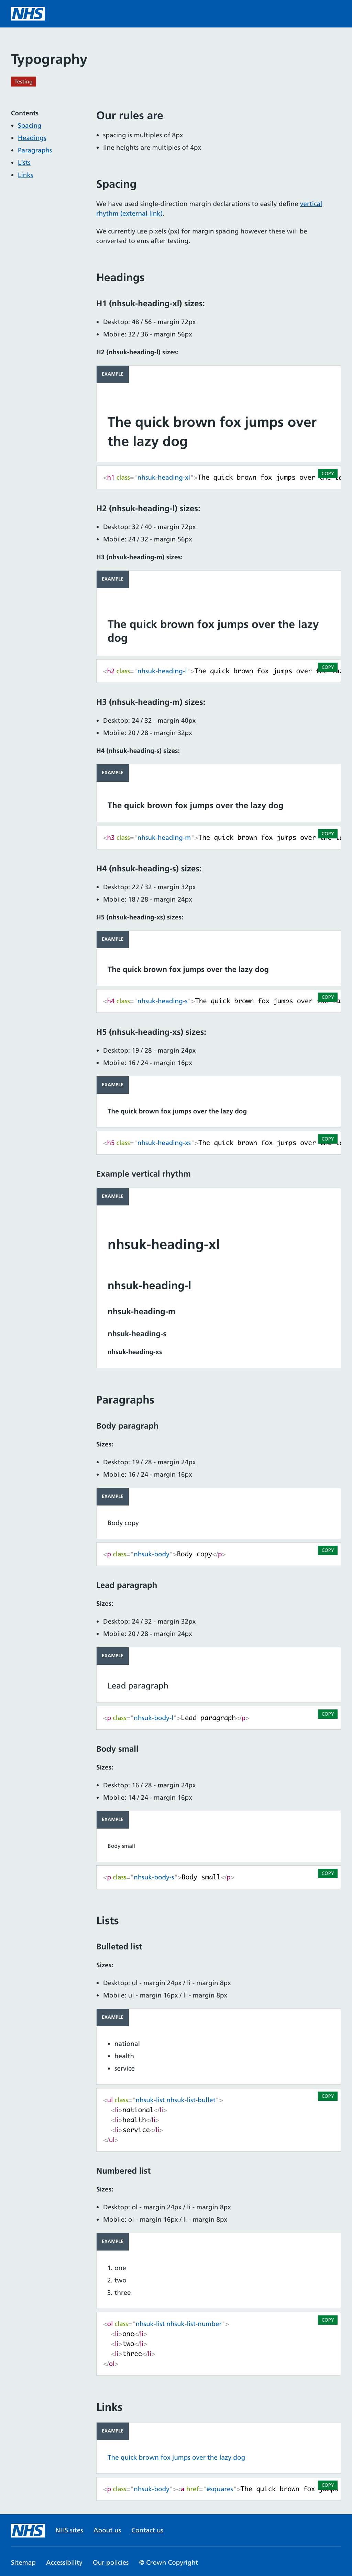 NHS
Typography
Testing
Contents
Spacing
Headings
Paragraphs
Lists
Links
Our rules are
spacing is multiples of 8px
line heights are multiples of 4px
Spacing
We have used single-direction margin declarations to easily define vertical
rhythm (external link).
We currently use pixels (px) for margin spacing however these will be
converted to ems after testing.
Headings
H1 (nhsuk-heading-xl) sizes:
Desktop: 48 / 56 - margin 72px
Mobile: 32 / 36 - margin 56px
H2 (nhsuk-heading-l) sizes:
EXAMPLE
The quick brown fox jumps over
the lazy dog
COPY
<h1 class="nhsuk-heading-xl">The quick brown fox jumps over
H2 (nhsuk-heading-l) sizes:
Desktop: 32 / 40 - margin 72px
Mobile: 24 / 32 - margin 56px
H3 (nhsuk-heading-m) sizes:
EXAMPLE
The quick brown fox jumps over the lazy
dog
COPY
<h2 class="nhsuk-heading-l">The quick brown fox jumps over
H3 (nhsuk-heading-m) sizes:
Desktop: 24 / 32 - margin 40px
Mobile: 20 / 28 - margin 32px
H4 (nhsuk-heading-s) sizes:
EXAMPLE
The quick brown fox jumps over the lazy dog
COPY
<h3 class="nhsuk-heading-m">The quick brown fox jumps over
H4 (nhsuk-heading-s) sizes:
Desktop: 22 / 32 - margin 32px
Mobile: 18 / 28 - margin 24px
H5 (nhsuk-heading-xs) sizes:
EXAMPLE
The quick brown fox jumps over the lazy dog
COPY
<h4 class="nhsuk-heading-s">The quick brown fox jumps over
H5 (nhsuk-heading-xs) sizes:
Desktop: 19 / 28 - margin 24px
Mobile: 16 / 24 - margin 16px
EXAMPLE
The quick brown fox jumps over the lazy dog
COPY
<h5 class="nhsuk-heading-xs">The quick brown fox jumps over
Example vertical rhythm
EXAMPLE
nhsuk-heading-xl
nhsuk-heading-l
nhsuk-heading-m
nhsuk-heading-s
nhsuk-heading-xs
Paragraphs
Body paragraph
Sizes:
Desktop: 19 / 28 - margin 24px
Mobile: 16 / 24 - margin 16px
EXAMPLE
Body copy
COPY
<p class="nhsuk-body">Body copy</p>
Lead paragraph
Sizes:
Desktop: 24 / 32 - margin 32px
Mobile: 20 / 28 - margin 24px
EXAMPLE
Lead paragraph
COPY
<p class="nhsuk-body-l">Lead paragraph</p>
Body small
Sizes:
Desktop: 16 / 28 - margin 24px
Mobile: 14 / 24 - margin 16px
EXAMPLE
Body small
COPY
<p class="nhsuk-body-s">Body small</p>
Lists
Bulleted list
Sizes:
Desktop: ul - margin 24px / li - margin 8px
Mobile: ul - margin 16px / li - margin 8px
EXAMPLE
national
health
service
COPY
<ul class="nhsuk-list nhsuk-list-bullet">
<li>national</li>
<li>health</li>
<li>service</li>
</ul>
Numbered list
Sizes:
Desktop: ol - margin 24px / li - margin 8px
Mobile: ol - margin 16px / li - margin 8px
EXAMPLE
1. one
2. two
3. three
COPY
<ol class="nhsuk-list nhsuk-list-number">
<li>one</li>
<li>two</li>
<li>three</li>
</ol>
Links
EXAMPLE
The quick brown fox jumps over the lazy dog
COPY
<p class="nhsuk-body"><a href="#squares">The quick brown fox jumps
NHS
NHS sites
About us
Contact us
Sitemap
Accessibility
Our policies
© Crown Copyright